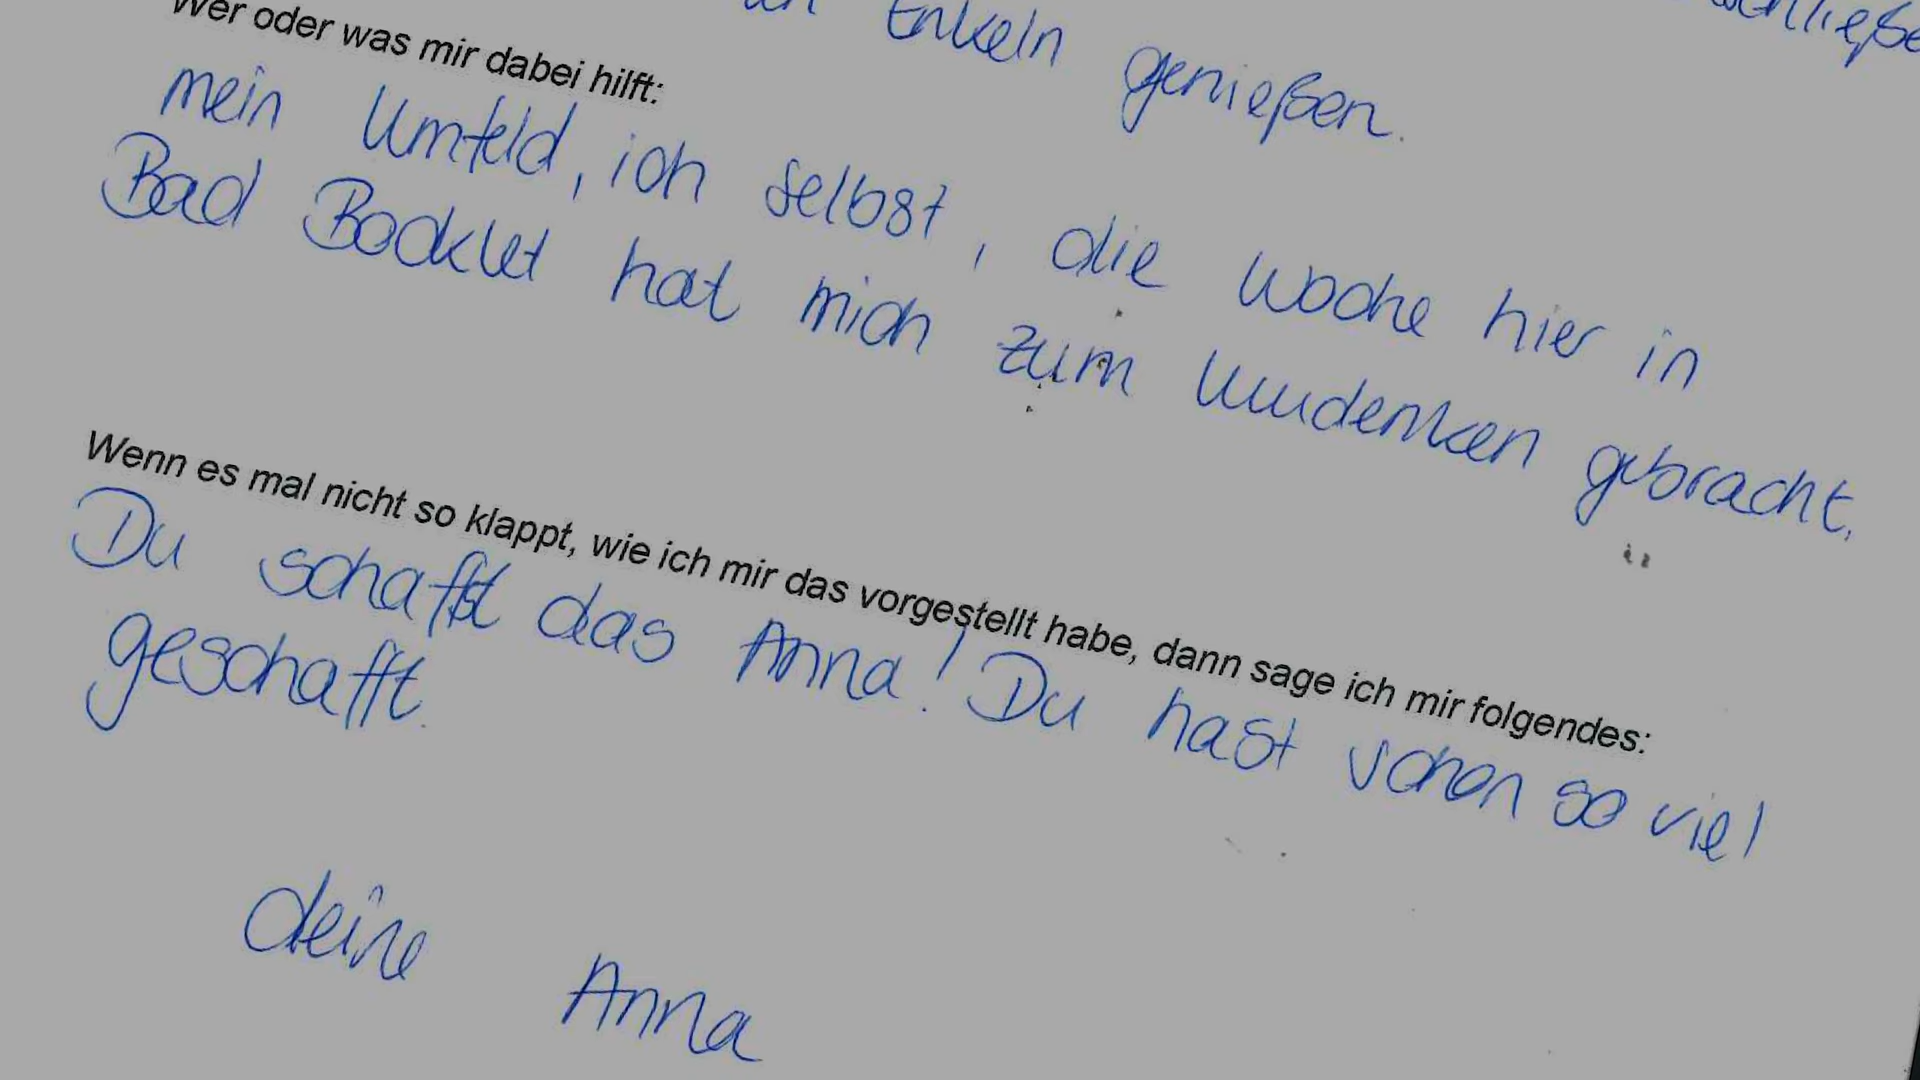 Enkeln genießen.
Wer oder was mir dabei hilft:
mein Umfeld, ich selbst, die Woche hier in
Bad Bocklet hat mich zum Umdenken gebracht.
Wenn es mal nicht so klappt, wie ich mir das vorgestellt habe, dann sage ich mir folgendes:
Du schaffst das Anna! Du hast schon so viel
geschafft.
deine Anna